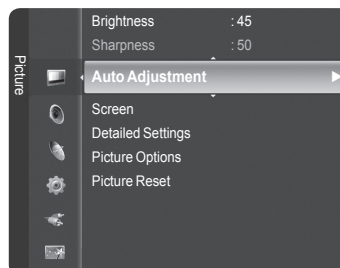 Picture
Brightness : 45
Sharpness : 50
Auto Adjustment
Screen
Detailed Settings
Picture Options
Picture Reset